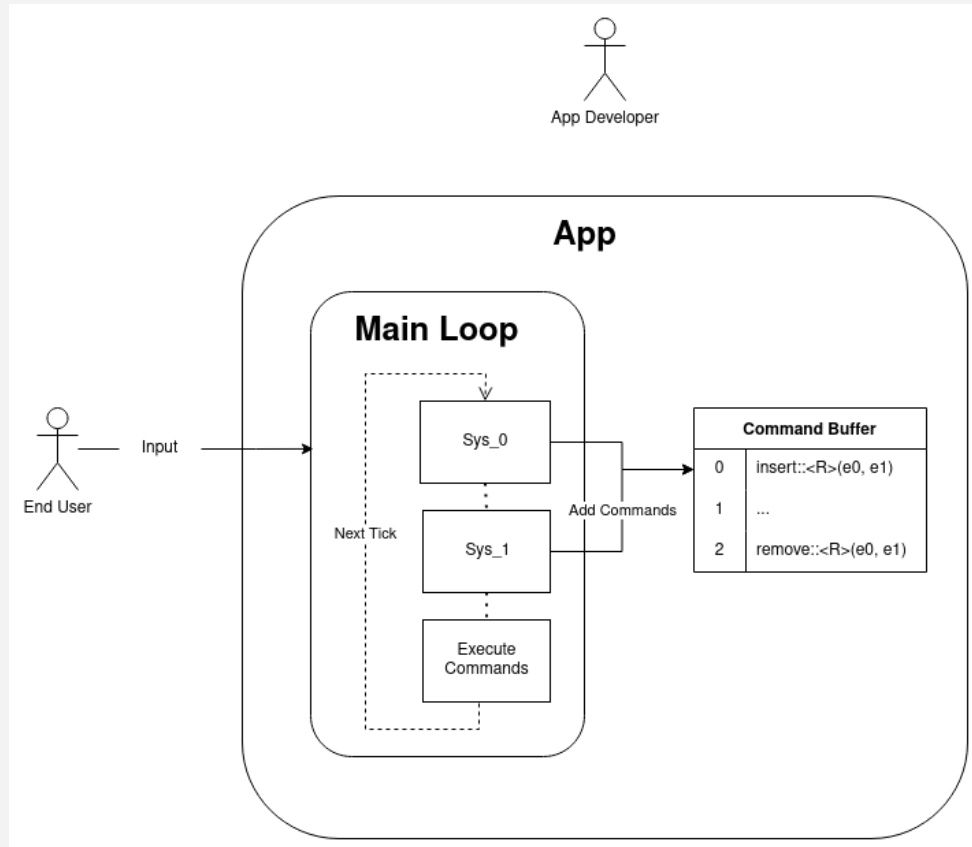 App Developer
App
Main Loop
Sys_0
Command Buffer
Input
0 insert::<R>(e0, e1)
End User
Add Commands
1 ...
Next Tick
Sys_1
2 remove::<R>(e0, e1)
Execute
Commands